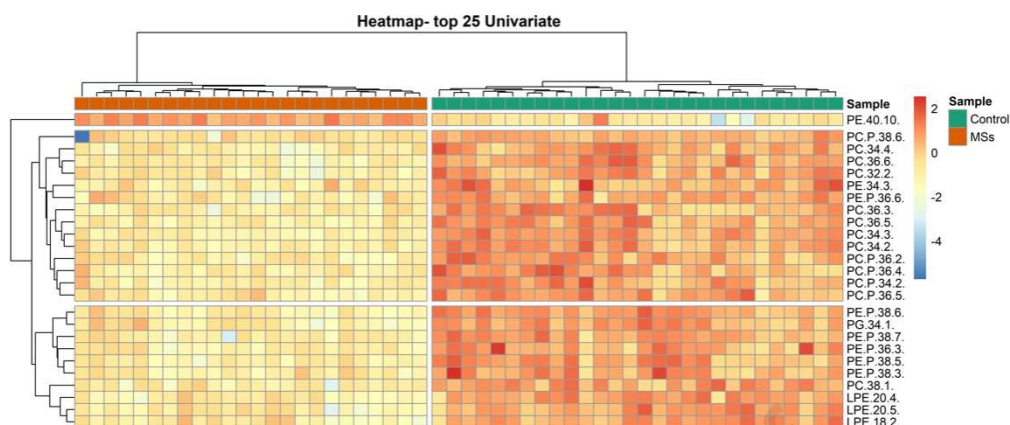 Heatmap- top 25 Univariate
Sample
PE.40.10.
PC.P.38.6.
PC.34.4.
PC.36.6.
PC.32.2.
PE.34.3.
PE.P.36.6.
PC.36.3.
PC.36.5.
PC.34.3.
PC.34.2.
PC.P.36.2.
PC.P.36.4.
PC.P.34.2.
PC.P.36.5.
PE.P.38.6.
PG.34.1.
PE.P.38.7.
PE.P.36.3.
PE.P.38.5.
PE.P.38.3.
PC.38.1.
LPE.20.4.
LPE.20.5.
LPE.18.2.
2
0
-2
-4
Sample
Control
MSs